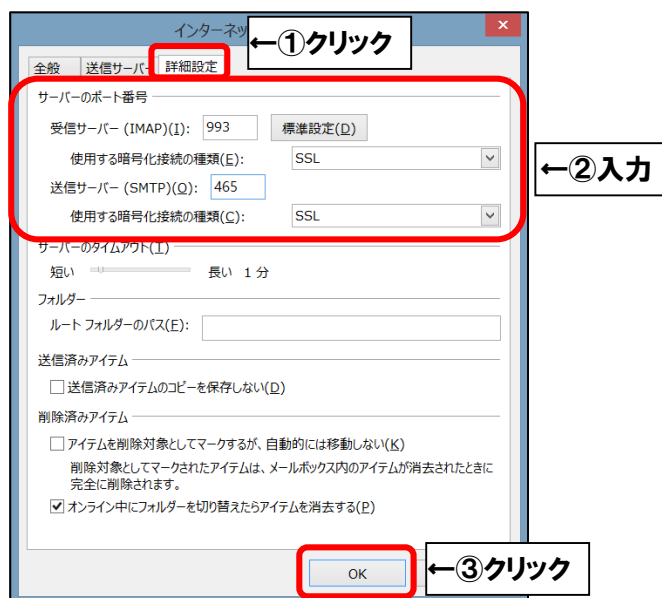 インターネッ
←①クリック
全般 送信サーバー 詳細設定
サーバーのポート番号
受信サーバー (IMAP)(I): 993 標準設定(D)
使用する暗号化接続の種類(E): SSL
←②入力
送信サーバー (SMTP)(O): 465
使用する暗号化接続の種類(C): SSL
サーバーのタイムアウト(T)
短い 長い 1 分
フォルダー
ルート フォルダーのパス(F):
送信済みアイテム
送信済みアイテムのコピーを保存しない(D)
削除済みアイテム
アイテムを削除対象としてマークするが、自動的には移動しない(K)
削除対象としてマークされたアイテムは、メールボックス内のアイテムが消去されたときに
完全に削除されます。
オンライン中にフォルダーを切り替えたらアイテムを消去する(P)
OK ←③クリック